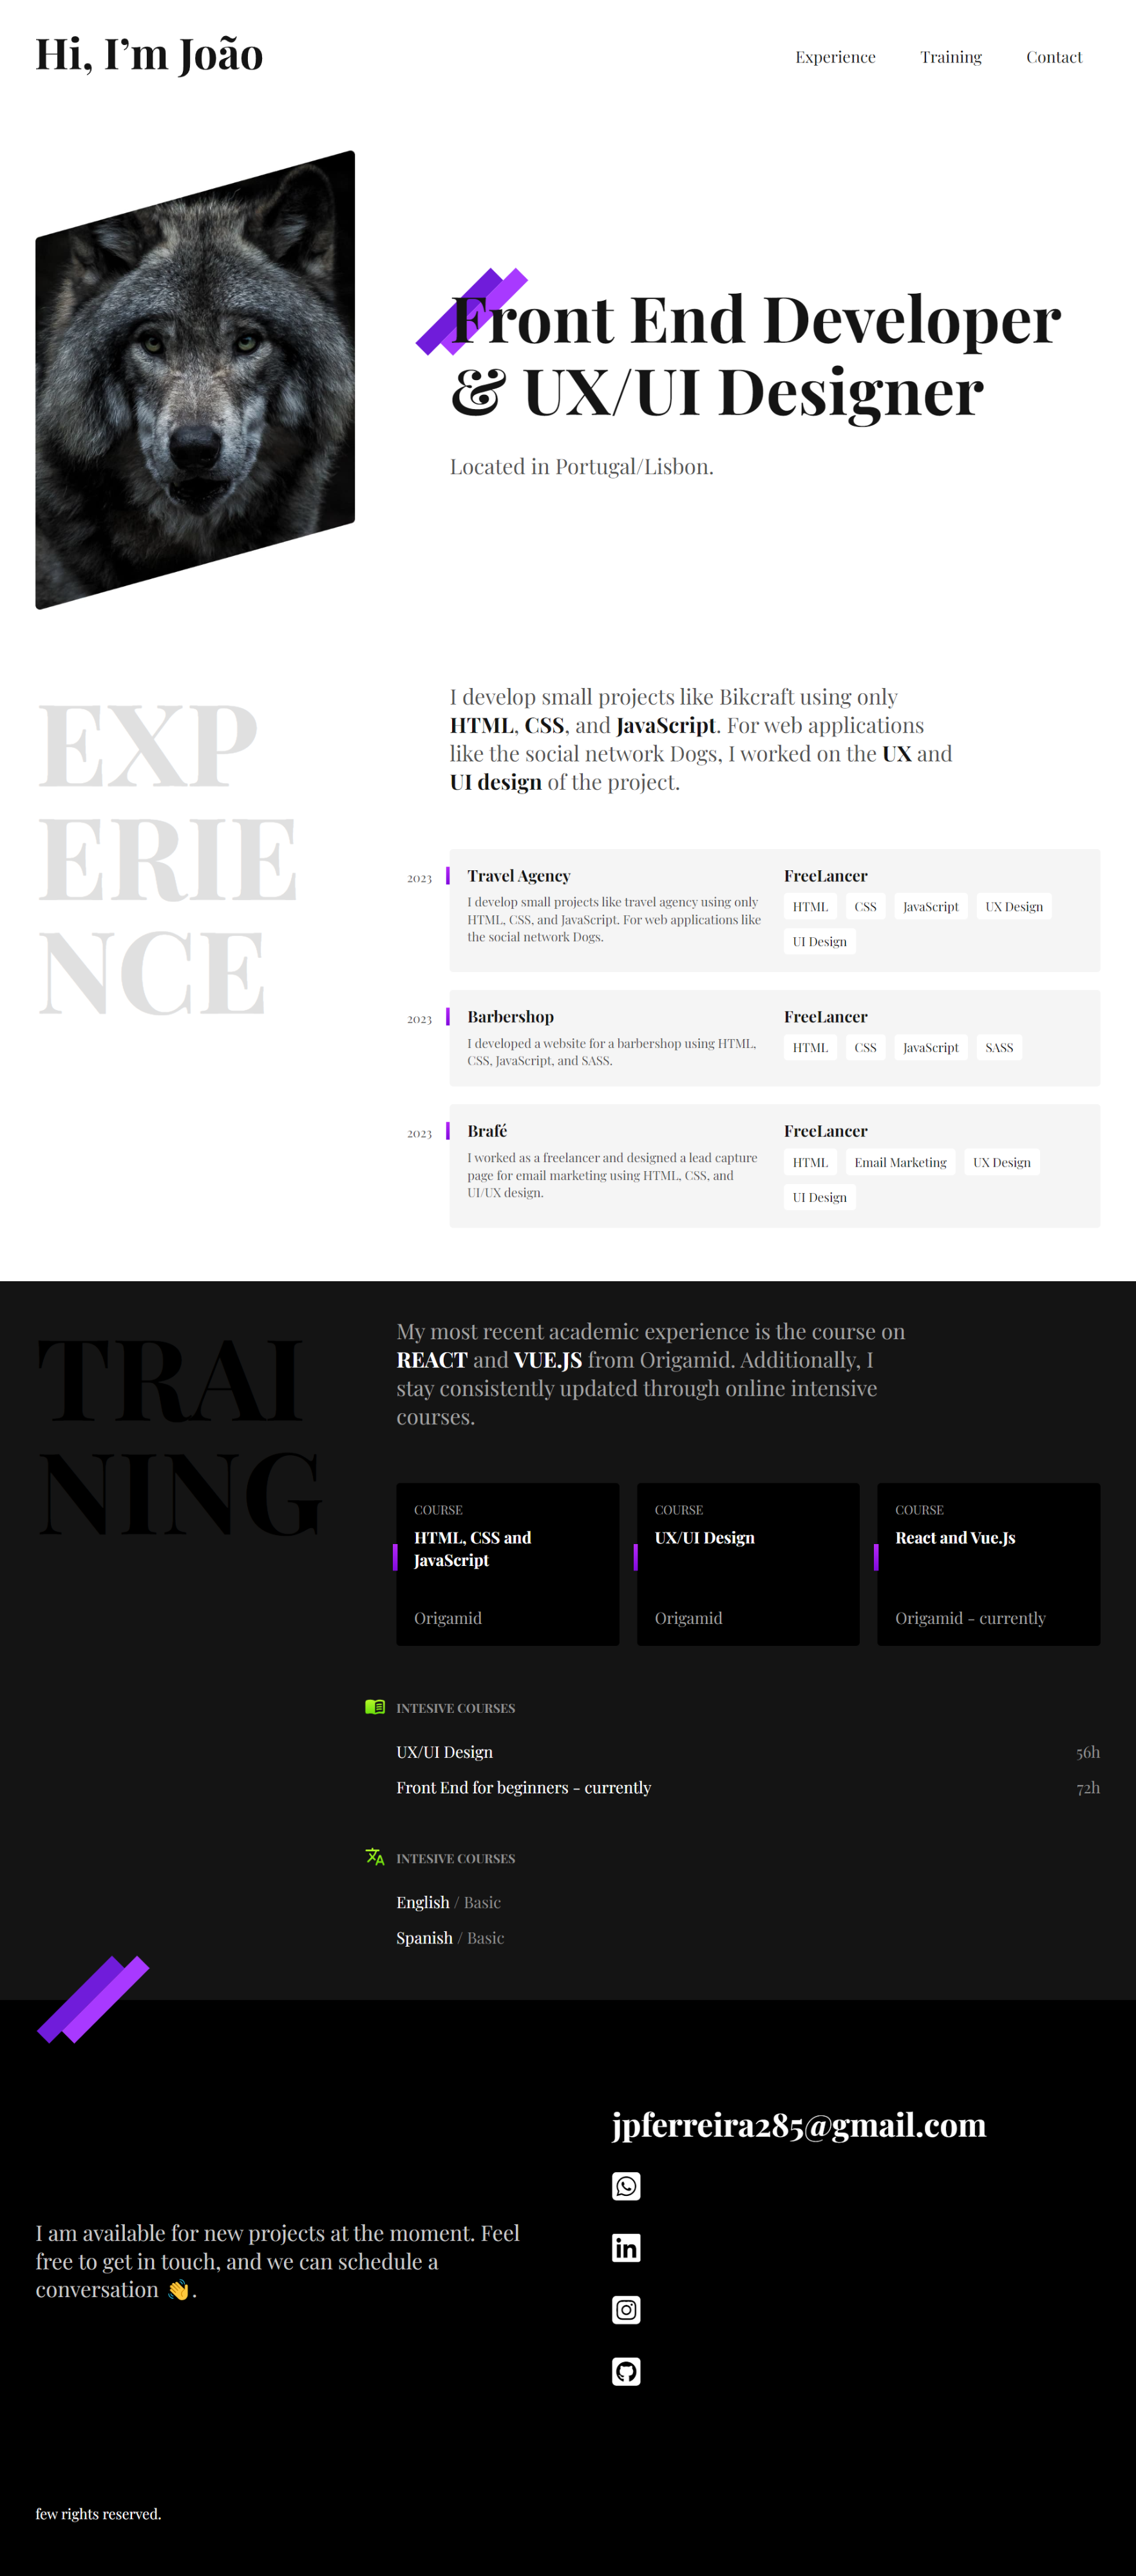 Hi, I’m João
Experience
Training
Contact
Front End Developer
& UX/UI Designer
Located in Portugal/Lisbon.
EXP
ERIE
NCE
I develop small projects like Bikcraft using only
HTML, CSS, and JavaScript. For web applications
like the social network Dogs, I worked on the UX and
UI design of the project.
2023
Travel Agency
I develop small projects like travel agency using only
HTML, CSS, and JavaScript. For web applications like
the social network Dogs.
FreeLancer
HTML CSS JavaScript UX Design
UI Design
2023
Barbershop
I developed a website for a barbershop using HTML,
CSS, JavaScript, and SASS.
FreeLancer
HTML CSS JavaScript SASS
2023
Brafé
I worked as a freelancer and designed a lead capture
page for email marketing using HTML, CSS, and
UI/UX design.
FreeLancer
HTML Email Marketing UX Design
UI Design
TRAI
NING
My most recent academic experience is the course on
REACT and VUE.JS from Origamid. Additionally, I
stay consistently updated through online intensive
courses.
COURSE
HTML, CSS and
JavaScript
Origamid
COURSE
UX/UI Design
Origamid
COURSE
React and Vue.Js
Origamid - currently
INTESIVE COURSES
UX/UI Design 56h
Front End for beginners - currently 72h
INTESIVE COURSES
English / Basic
Spanish / Basic
I am available for new projects at the moment. Feel
free to get in touch, and we can schedule a
conversation 👋.
jpferreira285@gmail.com
few rights reserved.